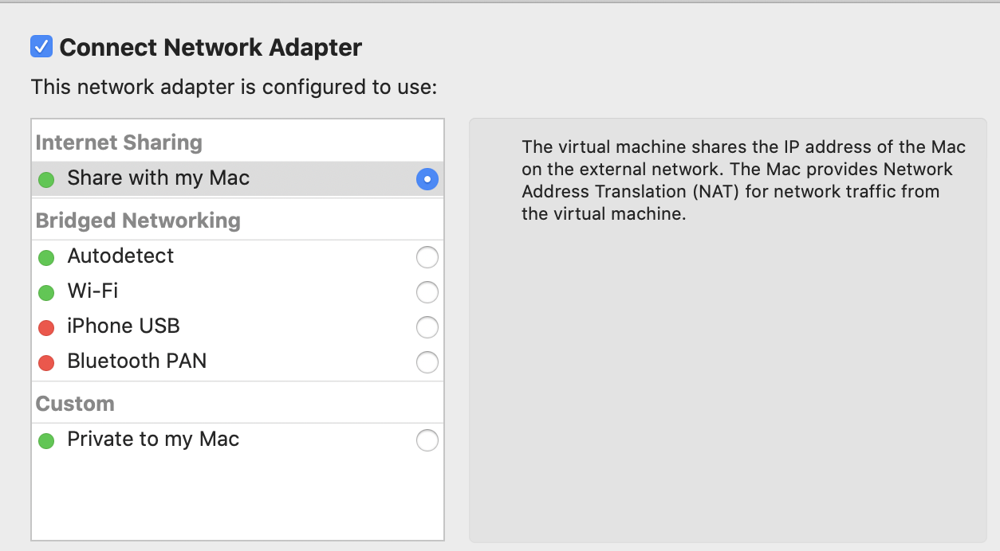 Connect Network Adapter
This network adapter is configured to use:
Internet Sharing
Share with my Mac
Bridged Networking
Autodetect
Wi-Fi
iPhone USB
Bluetooth PAN
Custom
Private to my Mac
The virtual machine shares the IP address of the Mac
on the external network. The Mac provides Network
Address Translation (NAT) for network traffic from
the virtual machine.